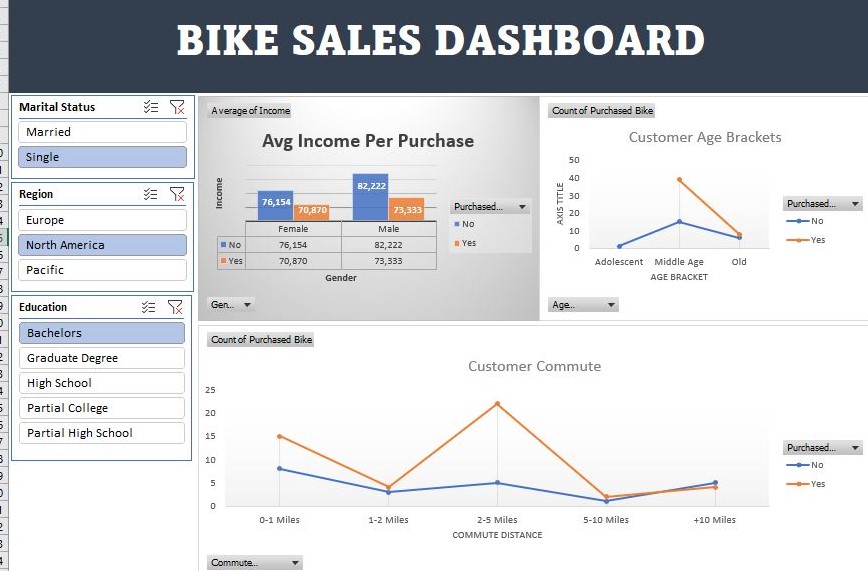 BIKE SALES DASHBOARD
Marital Status
Married
Single
Region
Europe
North America
Pacific
Education
Bachelors
Graduate Degree
High School
Partial College
Partial High School
Average of Income
Avg Income Per Purchase
Income
76,154 70,870 82,222 73,333
Female Male
No 76,154 82,222
Yes 70,870 73,333
Gender
Purchased...
No
Yes
Gen...
Count of Purchased Bike
Customer Age Brackets
AXIS TITLE
50
40
30
20
10
0
Adolescent Middle Age Old
AGE BRACKET
Purchased...
No
Yes
Age...
Count of Purchased Bike
Customer Commute
25
20
15
10
5
0
0-1 Miles 1-2 Miles 2-5 Miles 5-10 Miles +10 Miles
COMMUTE DISTANCE
Purchased...
No
Yes
Commute...